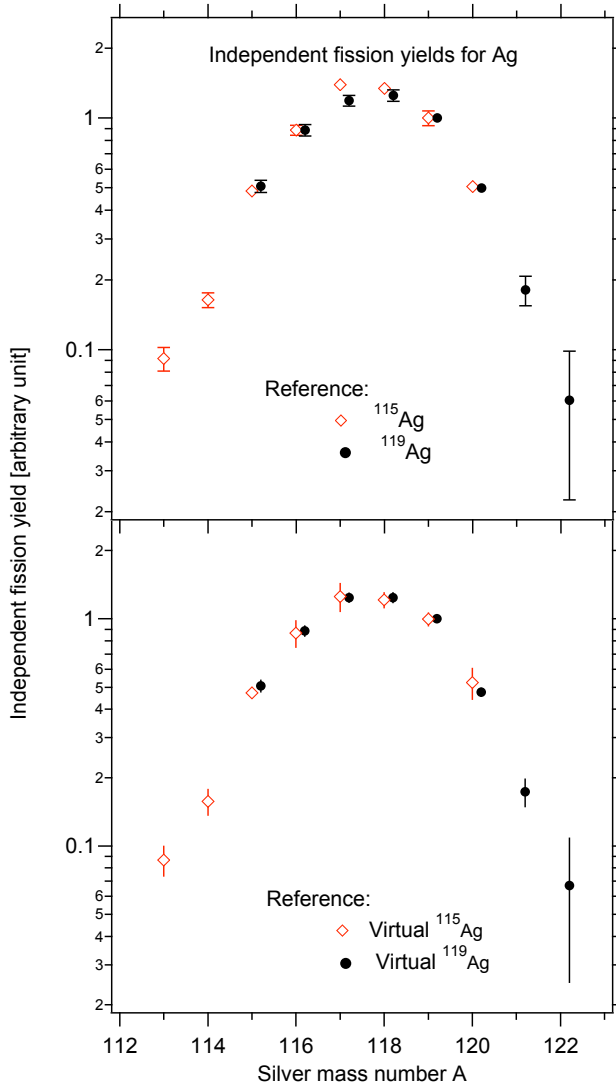 Independent fission yields for Ag
2
1
6
5
4
3
2
0.1
6
5
4
3
2
Reference:
¹¹⁵Ag
¹¹⁹Ag
Independent fission yield [arbitrary unit]
2
1
6
5
4
3
2
0.1
6
5
4
3
2
Reference:
Virtual ¹¹⁵Ag
Virtual ¹¹⁹Ag
112 114 116 118 120 122
Silver mass number A